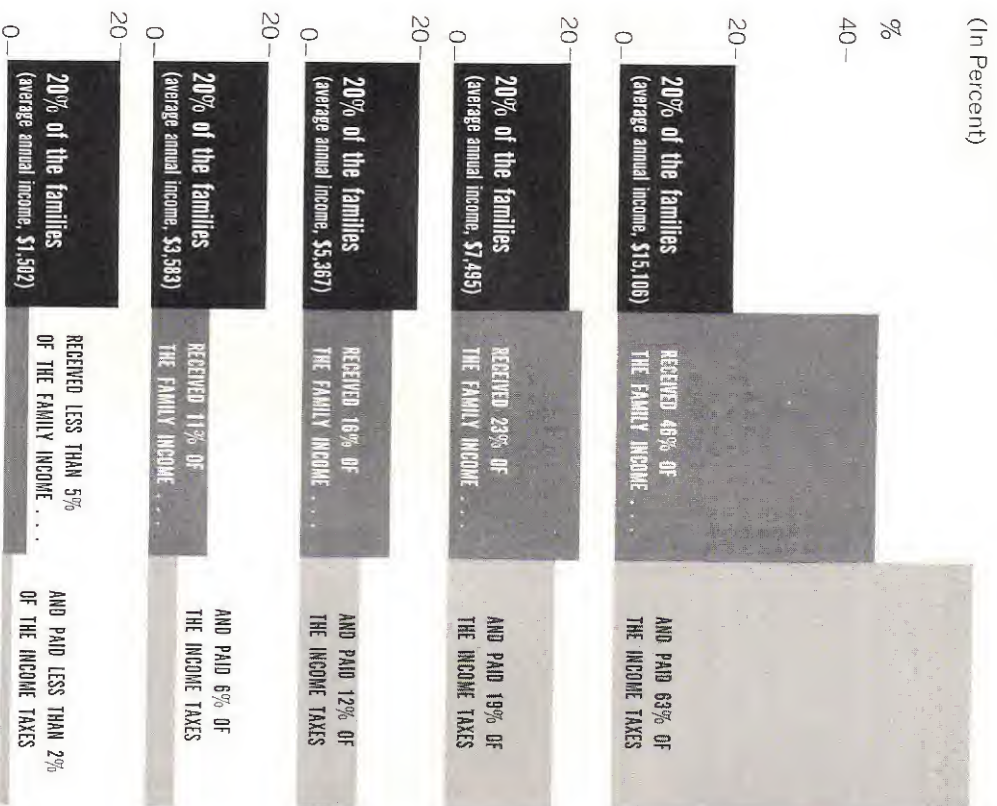 (In Percent)
%
40
20
0
20% of the families
(average annual income, $15,106)
RECEIVED 46% OF
THE FAMILY INCOME . . .
AND PAID 63% OF
THE INCOME TAXES
20
0
20% of the families
(average annual income, $7,495)
RECEIVED 23% OF
THE FAMILY INCOME . . .
AND PAID 19% OF
THE INCOME TAXES
20
0
20% of the families
(average annual income, $5,367)
RECEIVED 16% OF
THE FAMILY INCOME . . .
AND PAID 12% OF
THE INCOME TAXES
20
0
20% of the families
(average annual income, $3,583)
RECEIVED 11% OF
THE FAMILY INCOME . . .
AND PAID 6% OF
THE INCOME TAXES
20
0
20% of the families
(average annual income, $1,502)
RECEIVED LESS THAN 5%
OF THE FAMILY INCOME . . .
AND PAID LESS THAN 2%
OF THE INCOME TAXES